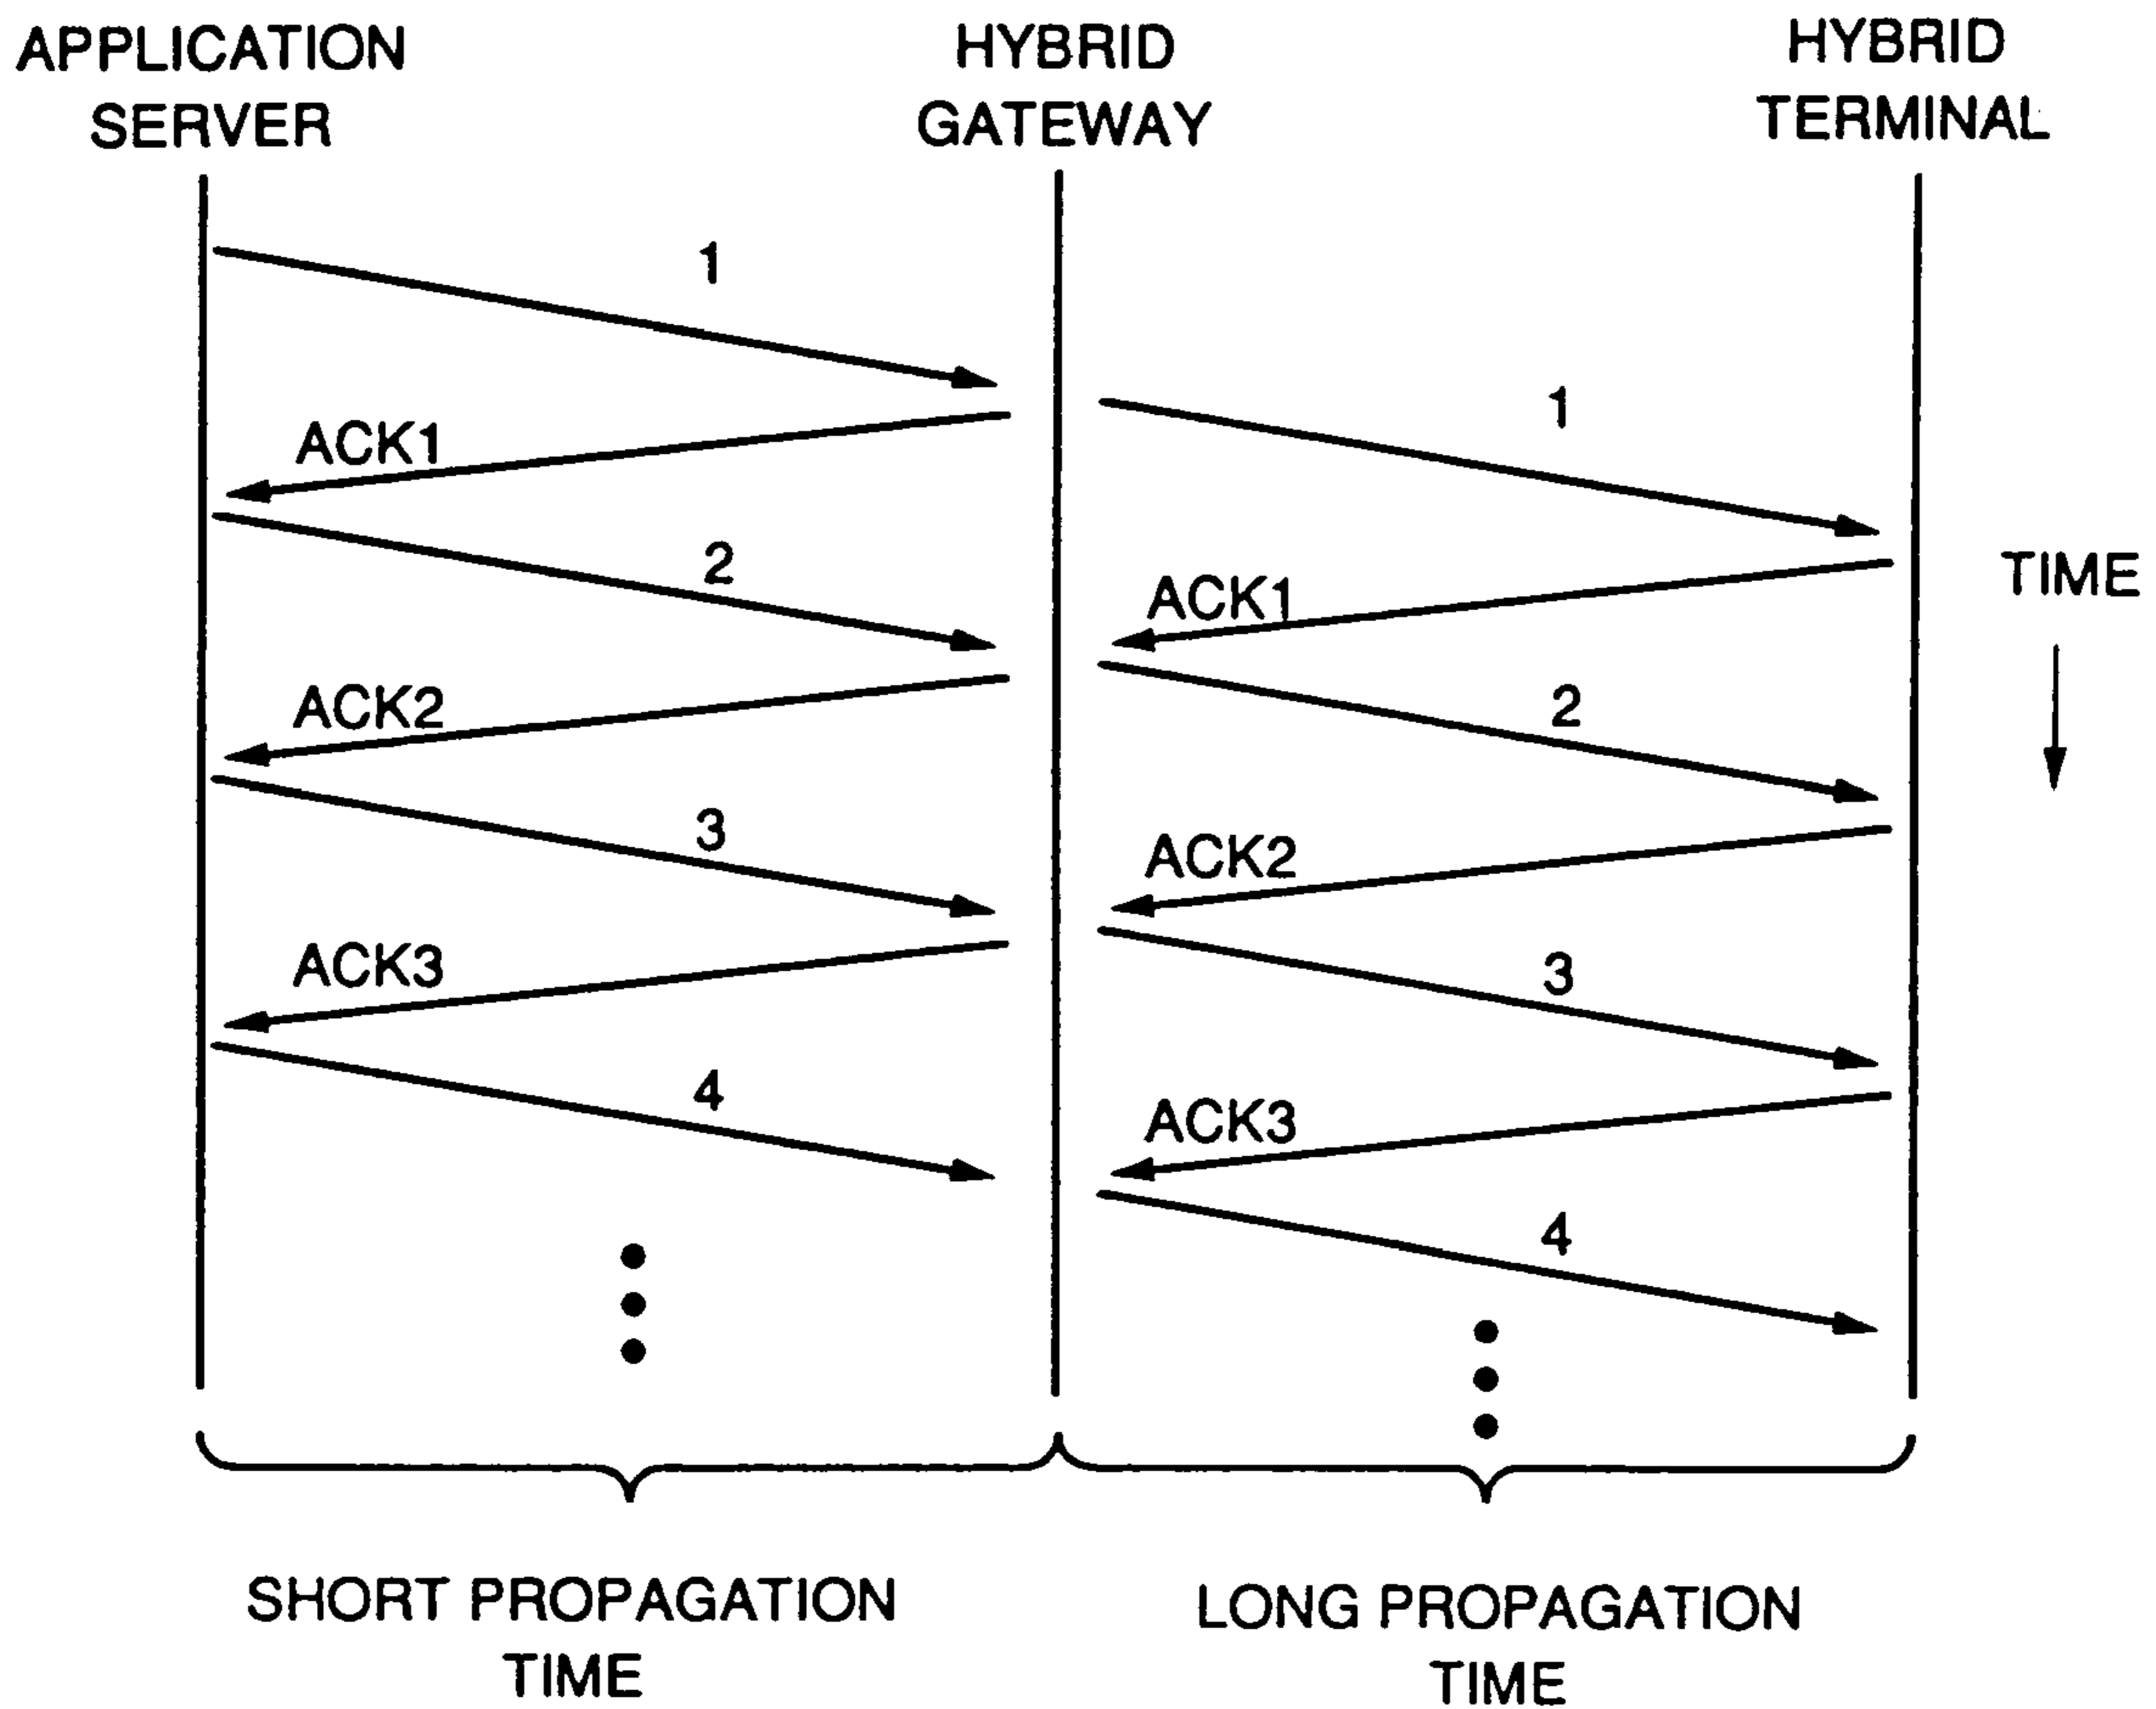 APPLICATION
SERVER
HYBRID
GATEWAY
HYBRID
TERMINAL
1
1
ACK1
2
ACK1
TIME
ACK2
2
3
ACK2
ACK3
3
4
ACK3
4
SHORT PROPAGATION
TIME
LONG PROPAGATION
TIME